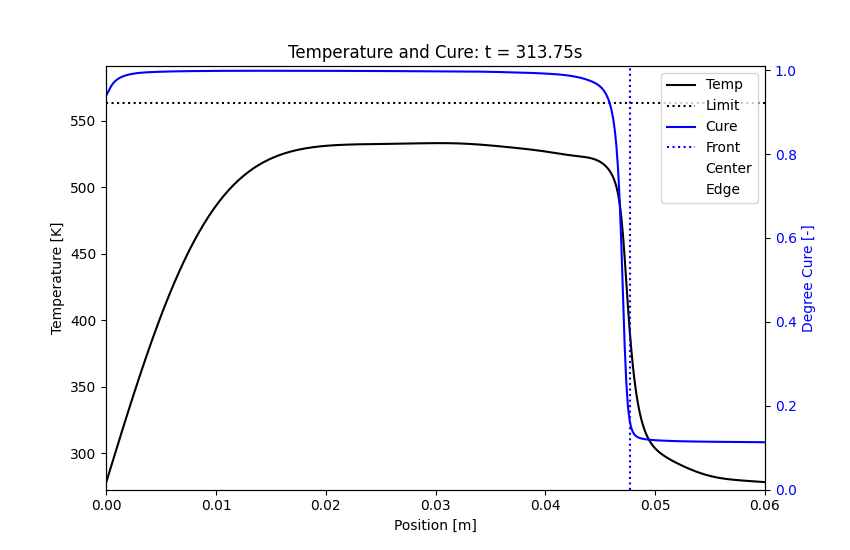 Temperature and Cure: t = 313.75s
Temp
Limit
Cure
Front
Center
Edge
Temperature [K]
550
500
450
400
350
300
Degree Cure [-]
1.0
0.8
0.6
0.4
0.2
0.0
0.00 0.01 0.02 0.03 0.04 0.05 0.06
Position [m]